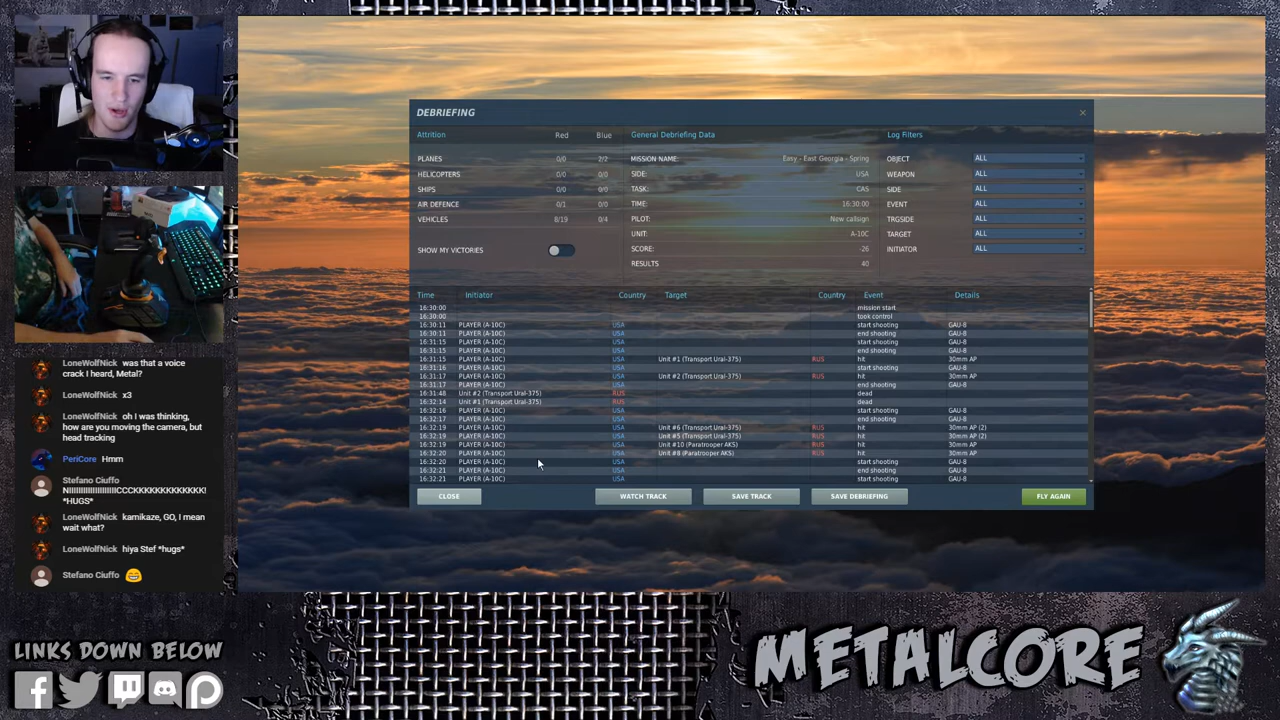 DEBRIEFING
Attrition Red Blue
PLANES 0/0 2/2
HELICOPTERS 0/0 0/0
SHIPS 0/0 0/0
AIR DEFENCE 0/1 0/0
VEHICLES 8/19 0/4
SHOW MY VICTORIES
General Debriefing Data
MISSION NAME: Easy - East Georgia - Spring
SIDE: USA
TASK: CAS
TIME: 16:30:00
PILOT: New callsign
UNIT: A-10C
SCORE: -26
RESULTS 40
Log Filters
OBJECT ALL
WEAPON ALL
SIDE ALL
EVENT ALL
TRGSIDE ALL
TARGET ALL
INITIATOR ALL
Time Initiator Country Target Country Event Details
16:30:00 mission start
16:30:00 took control
16:30:11 PLAYER (A-10C) USA start shooting GAU-8
16:30:11 PLAYER (A-10C) USA end shooting GAU-8
16:31:15 PLAYER (A-10C) USA start shooting GAU-8
16:31:15 PLAYER (A-10C) USA end shooting GAU-8
16:31:15 PLAYER (A-10C) USA Unit #1 (Transport Ural-375) RUS hit 30mm AP
16:31:16 PLAYER (A-10C) USA start shooting GAU-8
16:31:17 PLAYER (A-10C) USA Unit #2 (Transport Ural-375) RUS hit 30mm AP
16:31:17 PLAYER (A-10C) USA end shooting GAU-8
16:31:48 Unit #2 (Transport Ural-375) RUS dead
16:32:14 Unit #1 (Transport Ural-375) RUS dead
16:32:16 PLAYER (A-10C) USA start shooting GAU-8
16:32:17 PLAYER (A-10C) USA end shooting GAU-8
16:32:19 PLAYER (A-10C) USA Unit #6 (Transport Ural-375) RUS hit 30mm AP (2)
16:32:19 PLAYER (A-10C) USA Unit #5 (Transport Ural-375) RUS hit 30mm AP (2)
16:32:19 PLAYER (A-10C) USA Unit #10 (Paratrooper AKS) RUS hit 30mm AP
16:32:20 PLAYER (A-10C) USA Unit #8 (Paratrooper AKS) RUS hit 30mm AP
16:32:20 PLAYER (A-10C) USA start shooting GAU-8
16:32:21 PLAYER (A-10C) USA end shooting GAU-8
16:32:21 PLAYER (A-10C) USA start shooting GAU-8
CLOSE WATCH TRACK SAVE TRACK SAVE DEBRIEFING FLY AGAIN
LoneWolfNick was that a voice
crack I heard, Metal?
LoneWolfNick x3
LoneWolfNick oh I was thinking,
how are you moving the camera, but
head tracking
PeriCore Hmm
Stefano Ciuffo
*HUGS*
LoneWolfNick kamikaze, GO, I mean
wait what?
LoneWolfNick hiya Stef *hugs*
Stefano Ciuffo 😂
LINKS DOWN BELOW
METALCORE